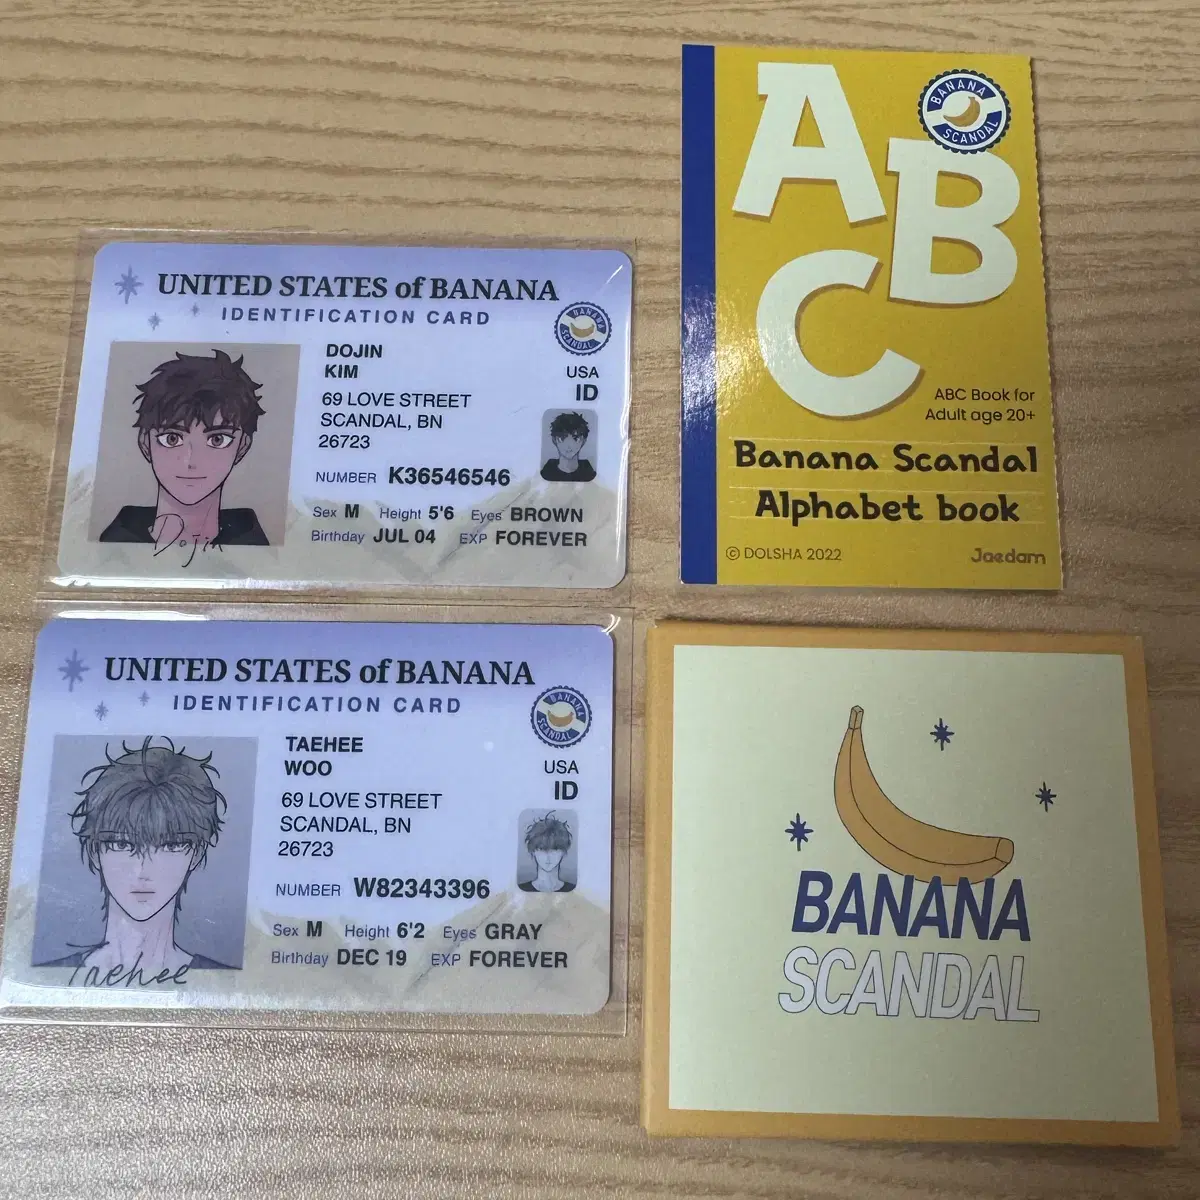 UNITED STATES of BANANA
IDENTIFICATION CARD
BANANA
SCANDAL
DOJIN
KIM
USA
ID
69 LOVE STREET
SCANDAL, BN
26723
NUMBER K36546546
Sex M Height 5'6 Eyes BROWN
Birthday JUL 04 EXP FOREVER
Dojin
UNITED STATES of BANANA
IDENTIFICATION CARD
BANANA
SCANDAL
TAEHEE
WOO
USA
ID
69 LOVE STREET
SCANDAL, BN
26723
NUMBER W82343396
Sex M Height 6'2 Eyes GRAY
Birthday DEC 19 EXP FOREVER
Taehee
A
B
C
BANANA
SCANDAL
ABC Book for
Adult age 20+
Banana Scandal
Alphabet book
© DOLSHA 2022 Jaedam
BANANA
SCANDAL